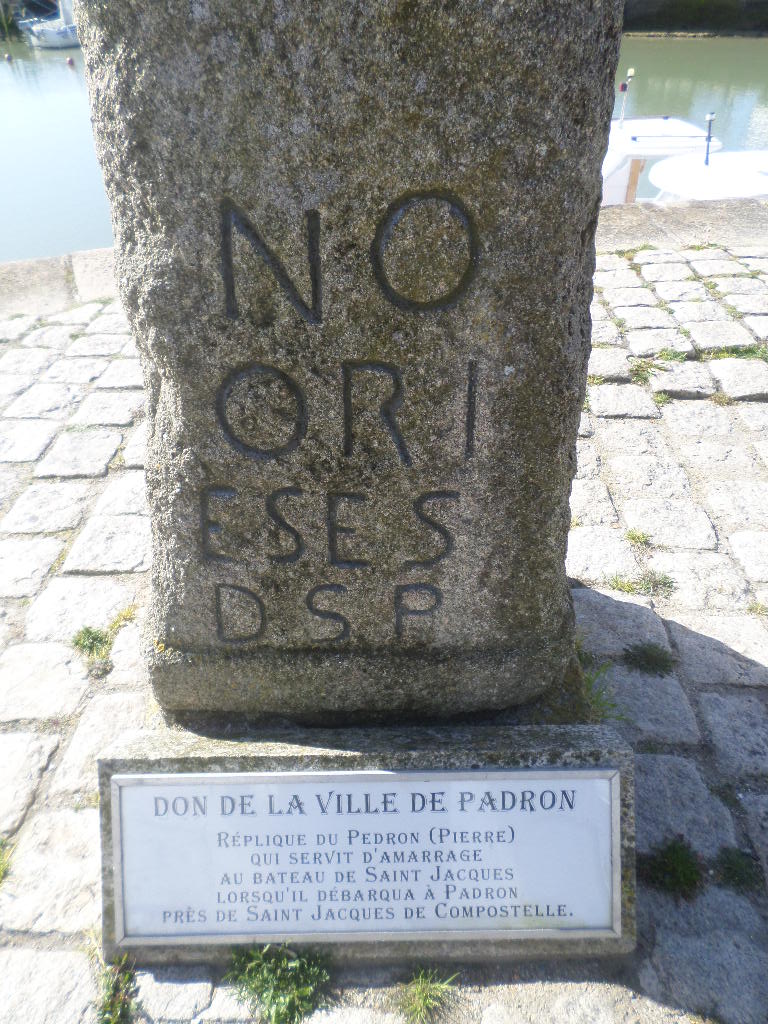 NO
ORI
ESES
DSP
DON DE LA VILLE DE PADRON
RÉPLIQUE DU PEDRON (PIERRE)
QUI SERVIT D'AMARRAGE
AU BATEAU DE SAINT JACQUES
LORSQU'IL DÉBARQUA À PADRON
PRÈS DE SAINT JACQUES DE COMPOSTELLE.